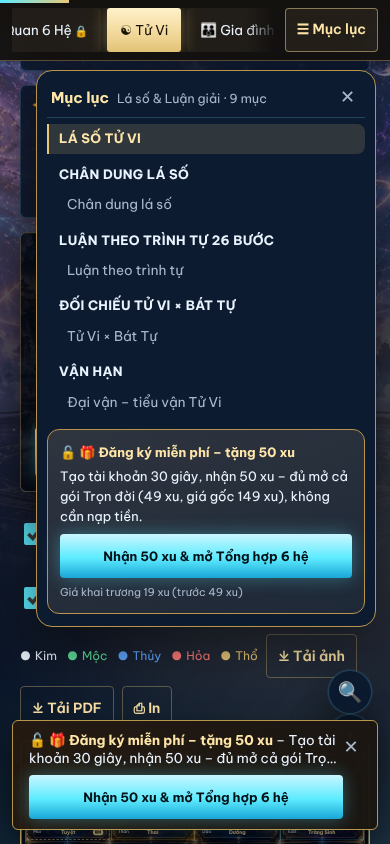 Quan 6 Hệ 🔒 ☯ Tử Vi 👪 Gia đình ☰ Mục lục
Mục lục Lá số & Luận giải · 9 mục ✕
LÁ SỐ TỬ VI
CHÂN DUNG LÁ SỐ
Chân dung lá số
LUẬN THEO TRÌNH TỰ 26 BƯỚC
Luận theo trình tự
ĐỐI CHIẾU TỬ VI × BÁT TỰ
Tử Vi × Bát Tự
VẬN HẠN
Đại vận – tiểu vận Tử Vi
🔓 🎁 Đăng ký miễn phí – tặng 50 xu
Tạo tài khoản 30 giây, nhận 50 xu – đủ mở cả
gói Trọn đời (49 xu, giá gốc 149 xu), không
cần nạp tiền.
Nhận 50 xu & mở Tổng hợp 6 hệ
Giá khai trương 19 xu (trước 49 xu)
Kim Mộc Thủy Hỏa Thổ Tải ảnh
Tải PDF In
🔓 🎁 Đăng ký miễn phí – tặng 50 xu – Tạo tài ✕
khoản 30 giây, nhận 50 xu – đủ mở cả gói Trọ...
Nhận 50 xu & mở Tổng hợp 6 hệ
Tuyệt Thai Dưỡng Tràng Sinh